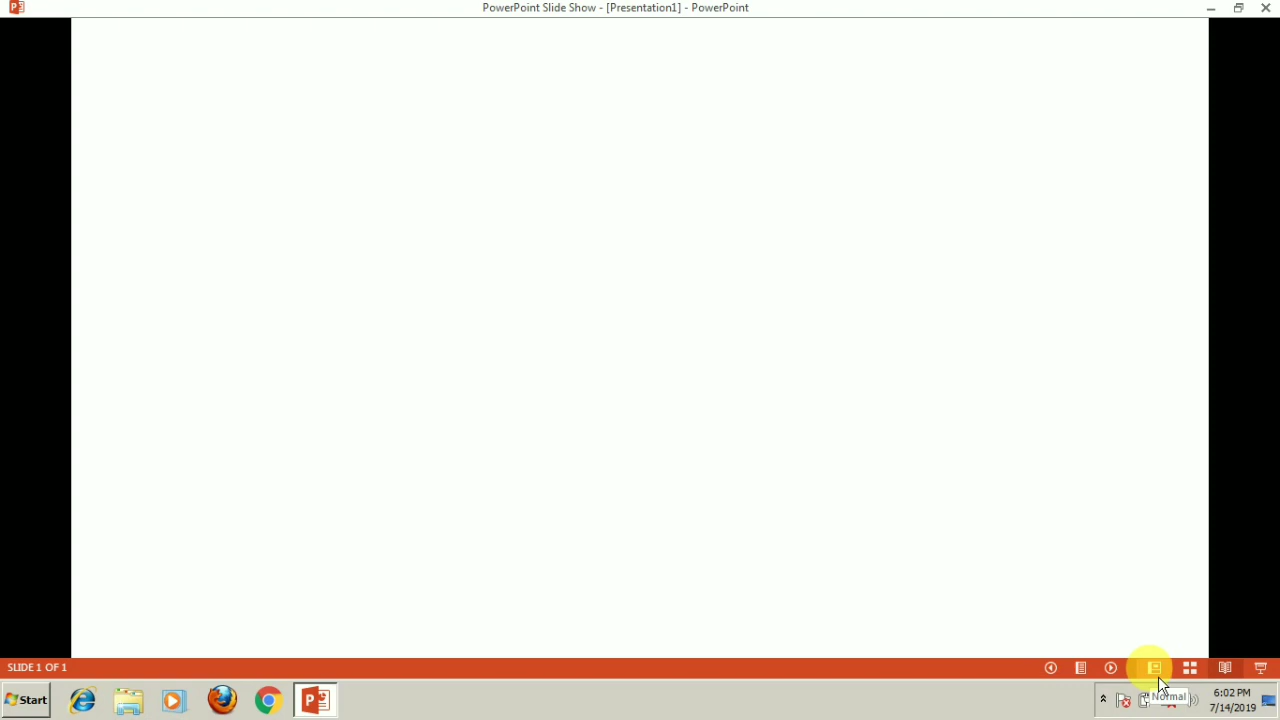 PowerPoint Slide Show - [Presentation1] - PowerPoint
SLIDE 1 OF 1
Start
Normal
6:02 PM
7/14/2019